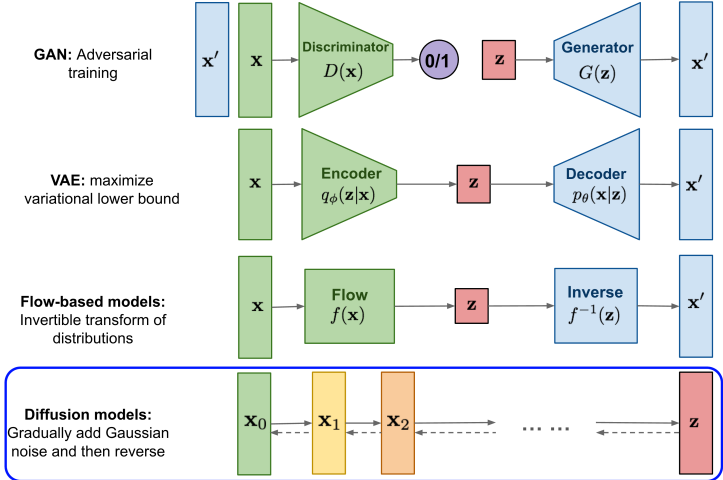 GAN: Adversarial
training
x′
x
Discriminator
D(x)
0/1
z
Generator
G(z)
x′
VAE: maximize
variational lower bound
x
Encoder
qϕ(z|x)
z
Decoder
pθ(x|z)
x′
Flow-based models:
Invertible transform of
distributions
x
Flow
f(x)
z
Inverse
f⁻¹(z)
x′
Diffusion models:
Gradually add Gaussian
noise and then reverse
x₀
x₁
x₂
... ...
z